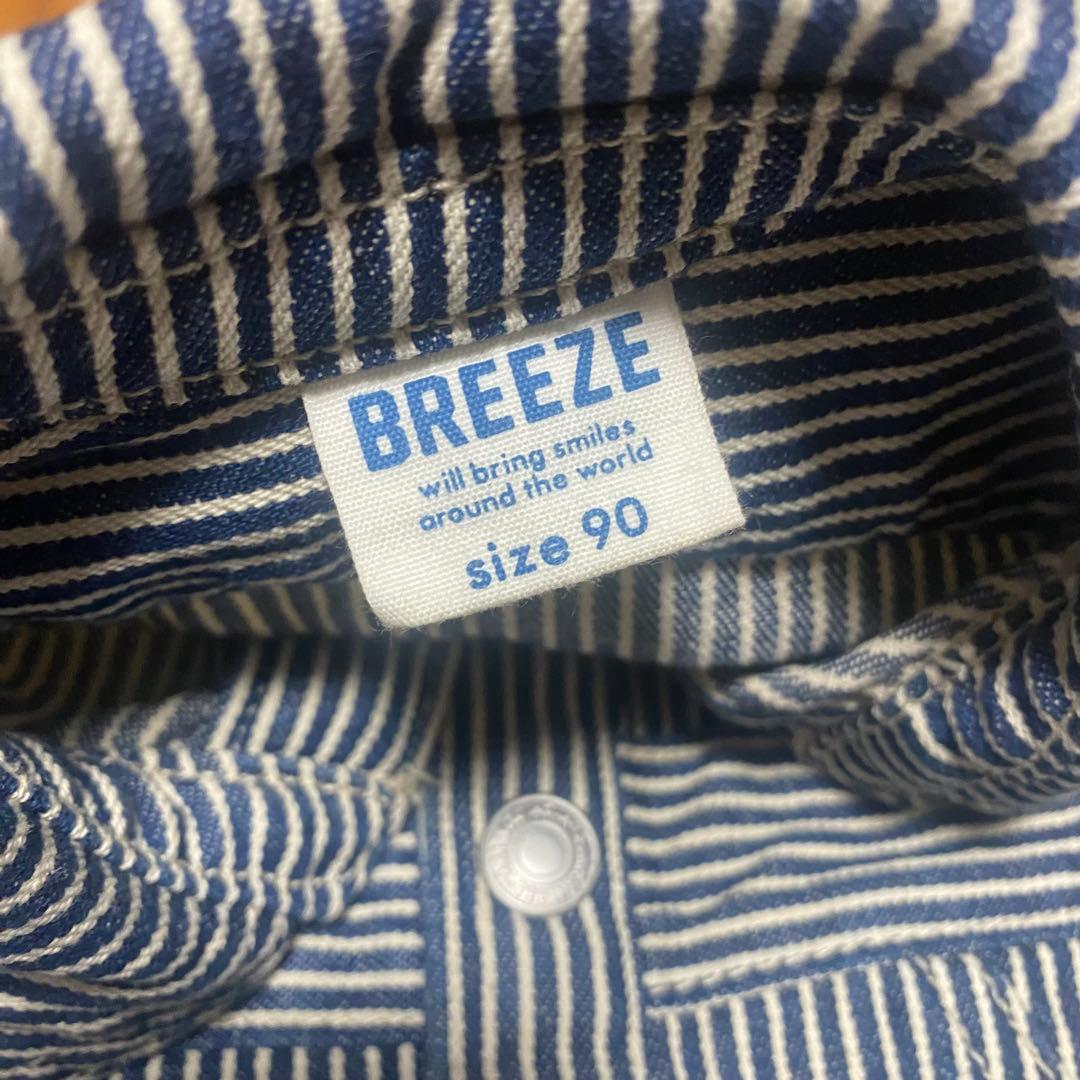 BREEZE
will bring smiles
around the world
size 90